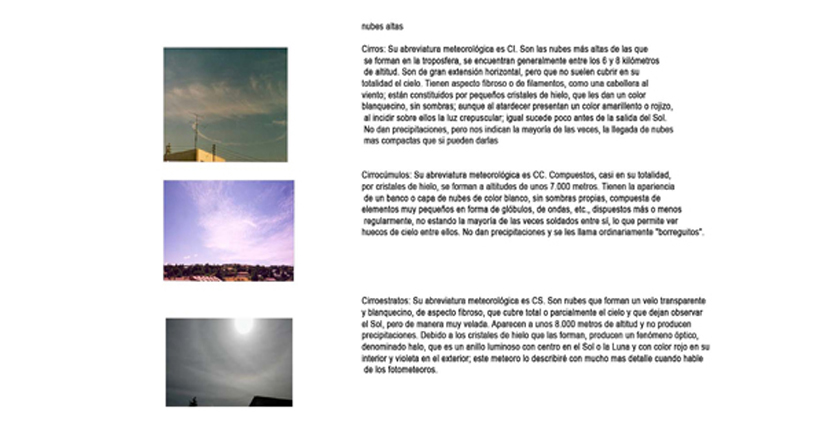 nubes altas
Cirros: Su abreviatura meteorológica es CI. Son las nubes más altas de las que
se forman en la troposfera, se encuentran generalmente entre los 6 y 8 kilómetros
de altitud. Son de gran extensión horizontal, pero que no suelen cubrir en su
totalidad el cielo. Tienen aspecto fibroso o de filamentos, como una cabellera al
viento; están constituidos por pequeños cristales de hielo, que les dan un color
blanquecino, sin sombras; aunque al atardecer presentan un color amarillento o rojizo,
al incidir sobre ellos la luz crepuscular; igual sucede poco antes de la salida del Sol.
No dan precipitaciones, pero nos indican la mayoría de las veces, la llegada de nubes
mas compactas que si pueden darlas
Cirrocúmulos: Su abreviatura meteorológica es CC. Compuestos, casi en su totalidad,
por cristales de hielo, se forman a altitudes de unos 7.000 metros. Tienen la apariencia
de un banco o capa de nubes de color blanco, sin sombras propias, compuesta de
elementos muy pequeños en forma de glóbulos, de ondas, etc., dispuestos más o menos
regularmente, no estando la mayoría de las veces soldados entre sí, lo que permite ver
huecos de cielo entre ellos. No dan precipitaciones y se les llama ordinariamente "borreguitos".
Cirroestratos: Su abreviatura meteorológica es CS. Son nubes que forman un velo transparente
y blanquecino, de aspecto fibroso, que cubre total o parcialmente el cielo y que dejan observar
el Sol, pero de manera muy velada. Aparecen a unos 8.000 metros de altitud y no producen
precipitaciones. Debido a los cristales de hielo que las forman, producen un fenómeno óptico,
denominado halo, que es un anillo luminoso con centro en el Sol o la Luna y con color rojo en su
interior y violeta en el exterior; este meteoro lo describiré con mucho mas detalle cuando hable
de los fotometeoros.